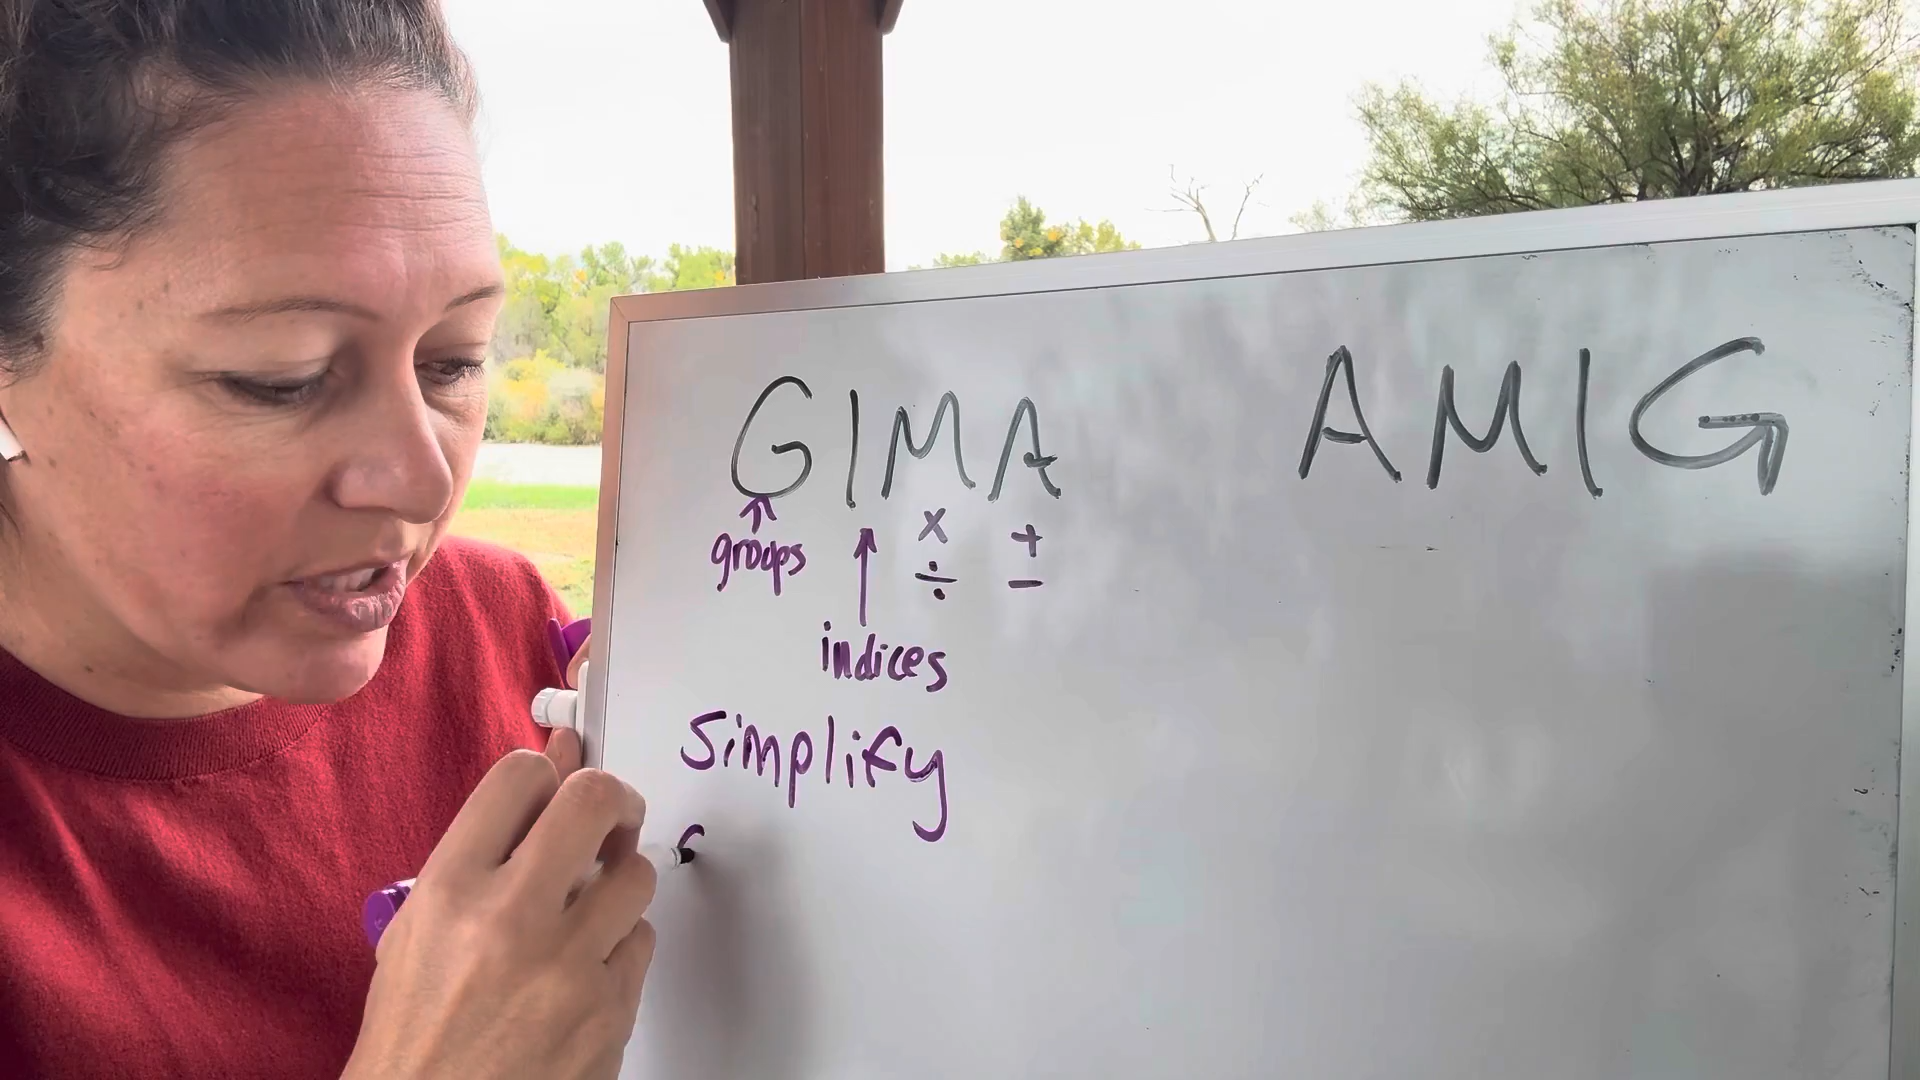 GIMA AMIG
↑ ↑ × +
groups ÷ −
indices
simplify